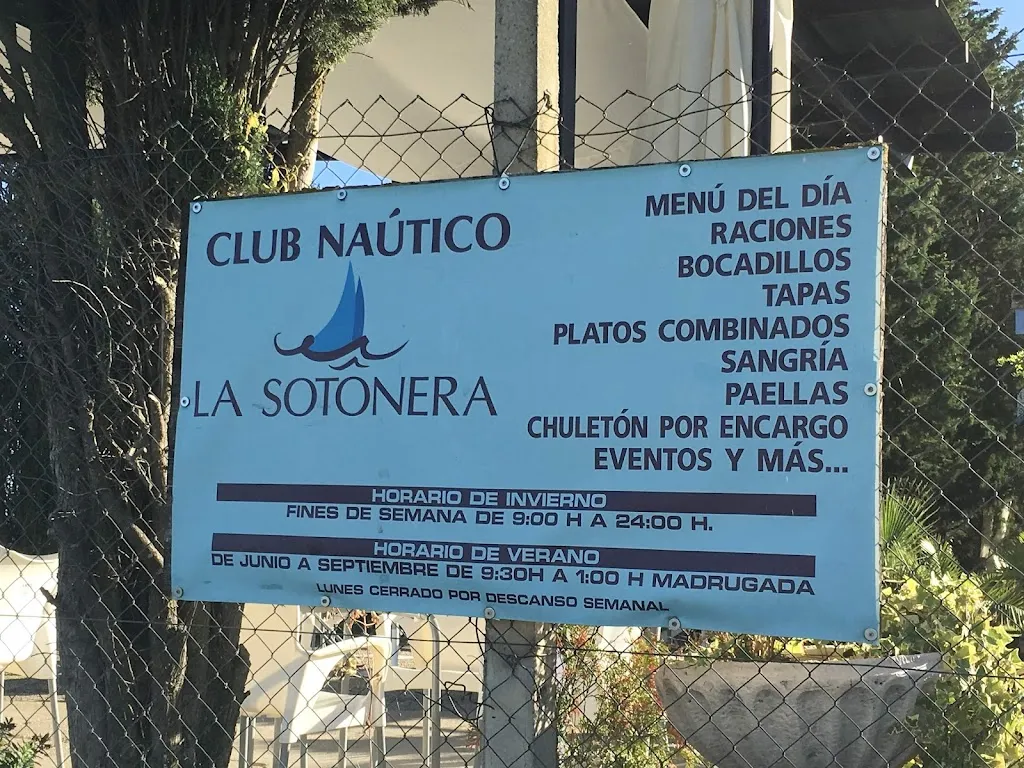 CLUB NAÚTICO
LA SOTONERA
MENÚ DEL DÍA
RACIONES
BOCADILLOS
TAPAS
PLATOS COMBINADOS
SANGRÍA
PAELLAS
CHULETÓN POR ENCARGO
EVENTOS Y MÁS...
HORARIO DE INVIERNO
FINES DE SEMANA DE 9:00 H A 24:00 H.
HORARIO DE VERANO
DE JUNIO A SEPTIEMBRE DE 9:30H A 1:00 H MADRUGADA
LUNES CERRADO POR DESCANSO SEMANAL